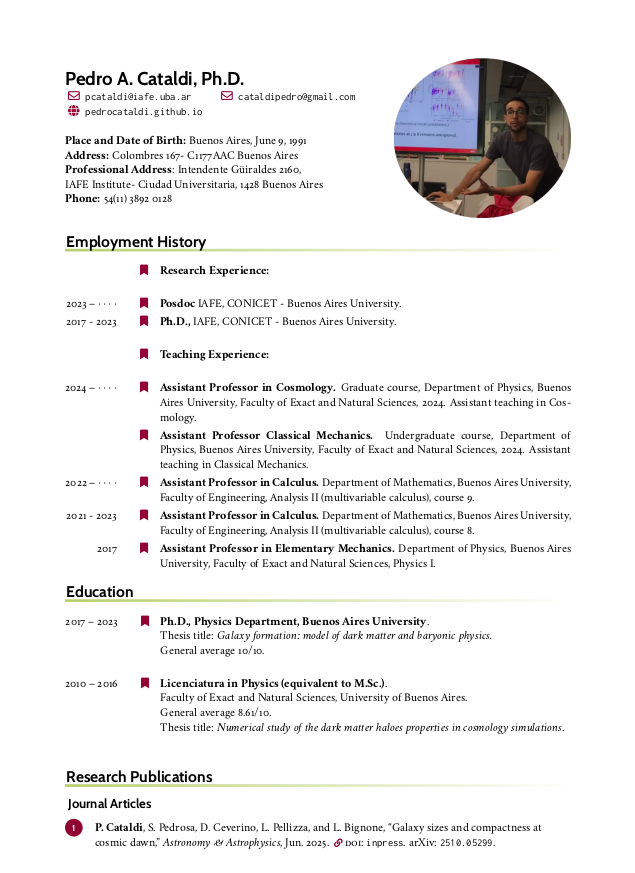 Pedro A. Cataldi, Ph.D.
pcataldi@iafe.uba.ar cataldipedro@gmail.com
pedrocataldi.github.io
Place and Date of Birth: Buenos Aires, June 9, 1991
Address: Colombres 167- C1177AAC Buenos Aires
Professional Address: Intendente Güiraldes 2160,
IAFE Institute- Ciudad Universitaria, 1428 Buenos Aires
Phone: 54(11) 3892 0128
Employment History
Research Experience:
2023 – · · · · Posdoc IAFE, CONICET - Buenos Aires University.
2017 - 2023 Ph.D., IAFE, CONICET - Buenos Aires University.
Teaching Experience:
2024 – · · · · Assistant Professor in Cosmology. Graduate course, Department of Physics, Buenos
Aires University, Faculty of Exact and Natural Sciences, 2024. Assistant teaching in Cos-
mology.
Assistant Professor Classical Mechanics. Undergraduate course, Department of
Physics, Buenos Aires University, Faculty of Exact and Natural Sciences, 2024. Assistant
teaching in Classical Mechanics.
2022 – · · · · Assistant Professor in Calculus. Department of Mathematics, Buenos Aires University,
Faculty of Engineering, Analysis II (multivariable calculus), course 9.
2021 - 2023 Assistant Professor in Calculus. Department of Mathematics, Buenos Aires University,
Faculty of Engineering, Analysis II (multivariable calculus), course 8.
2017 Assistant Professor in Elementary Mechanics. Department of Physics, Buenos Aires
University, Faculty of Exact and Natural Sciences, Physics I.
Education
2017 – 2023 Ph.D., Physics Department, Buenos Aires University.
Thesis title: Galaxy formation: model of dark matter and baryonic physics.
General average 10/10.
2010 – 2016 Licenciatura in Physics (equivalent to M.Sc.).
Faculty of Exact and Natural Sciences, University of Buenos Aires.
General average 8.61/10.
Thesis title: Numerical study of the dark matter haloes properties in cosmology simulations.
Research Publications
Journal Articles
1 P. Cataldi, S. Pedrosa, D. Ceverino, L. Pellizza, and L. Bignone, “Galaxy sizes and compactness at
cosmic dawn,” Astronomy & Astrophysics, Jun. 2025. DOI: inpress. arXiv: 2510.05299.